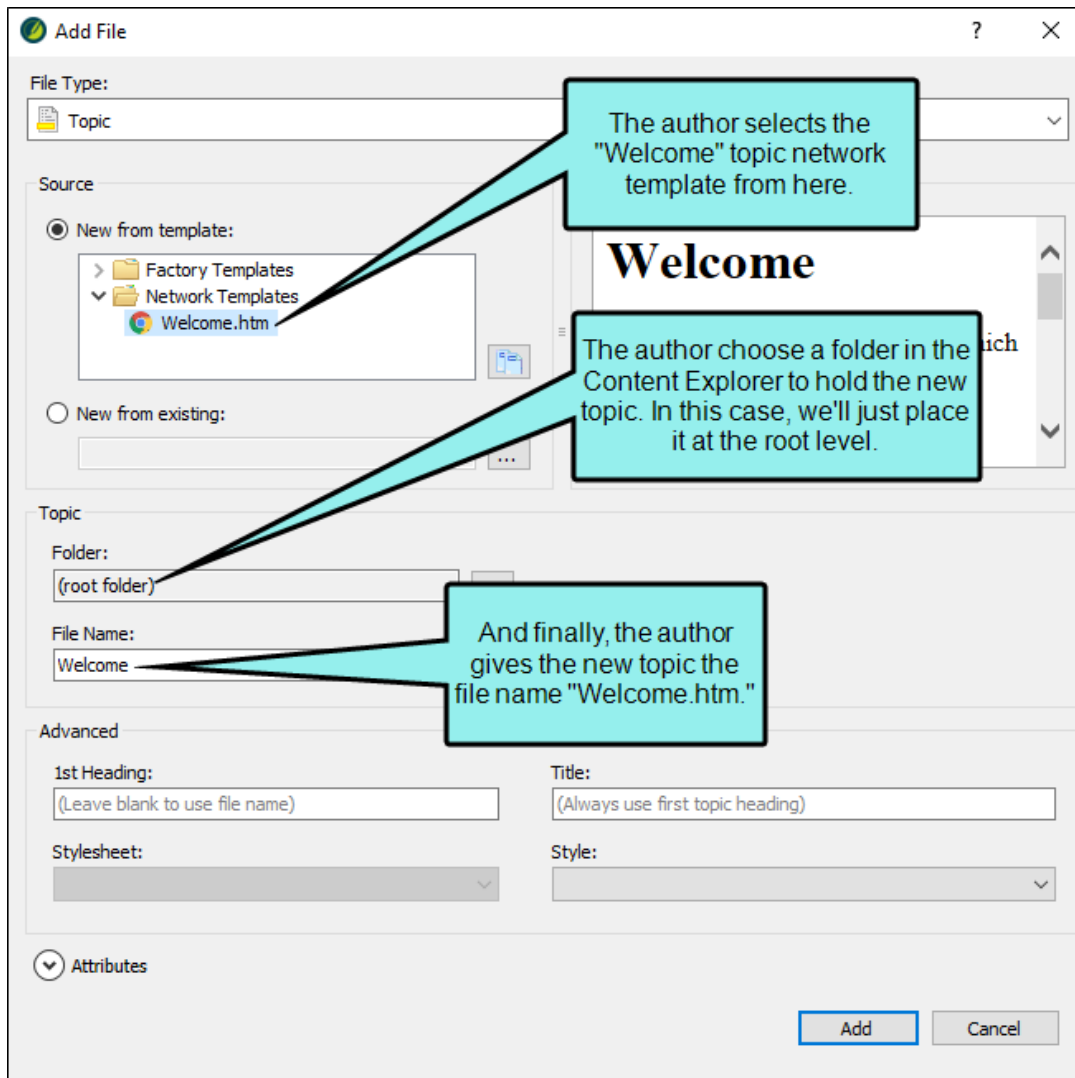 Add File
?
File Type:
Topic
The author selects the
"Welcome" topic network
template from here.
Source
New from template:
Factory Templates
Network Templates
Welcome.htm
Welcome
The author choose a folder in the
Content Explorer to hold the new
topic. In this case, we'll just place
it at the root level.
New from existing:
...
Topic
Folder:
(root folder)
File Name:
Welcome
And finally, the author
gives the new topic the
file name "Welcome.htm."
Advanced
1st Heading:
(Leave blank to use file name)
Title:
(Always use first topic heading)
Stylesheet:
Style:
Attributes
Add
Cancel